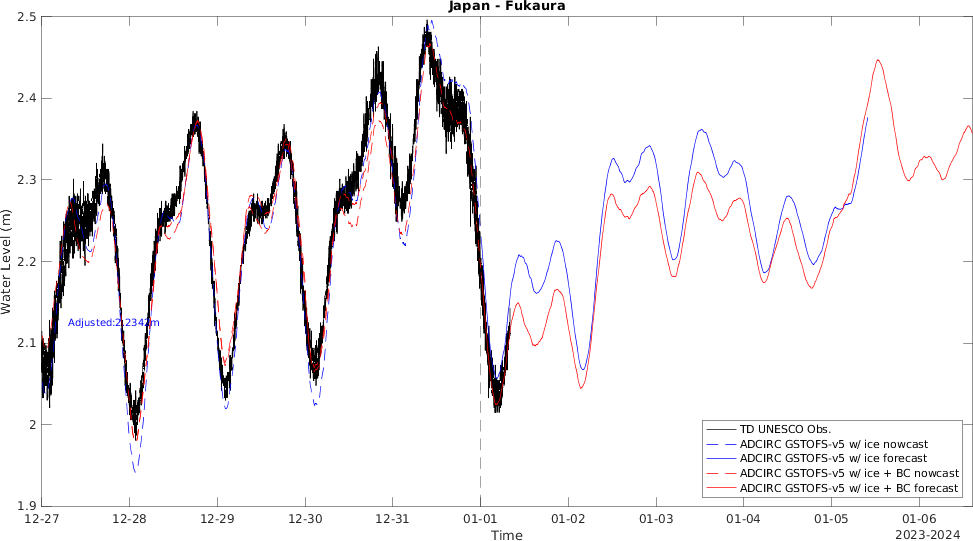 Japan - Fukaura
2.5
2.4
2.3
2.2
2.1
2
1.9
Water Level (m)
Adjusted:2.2342m
TD UNESCO Obs.
ADCIRC GSTOFS-v5 w/ ice nowcast
ADCIRC GSTOFS-v5 w/ ice forecast
ADCIRC GSTOFS-v5 w/ ice + BC nowcast
ADCIRC GSTOFS-v5 w/ ice + BC forecast
12-27 12-28 12-29 12-30 12-31 01-01 01-02 01-03 01-04 01-05 01-06
Time
2023-2024